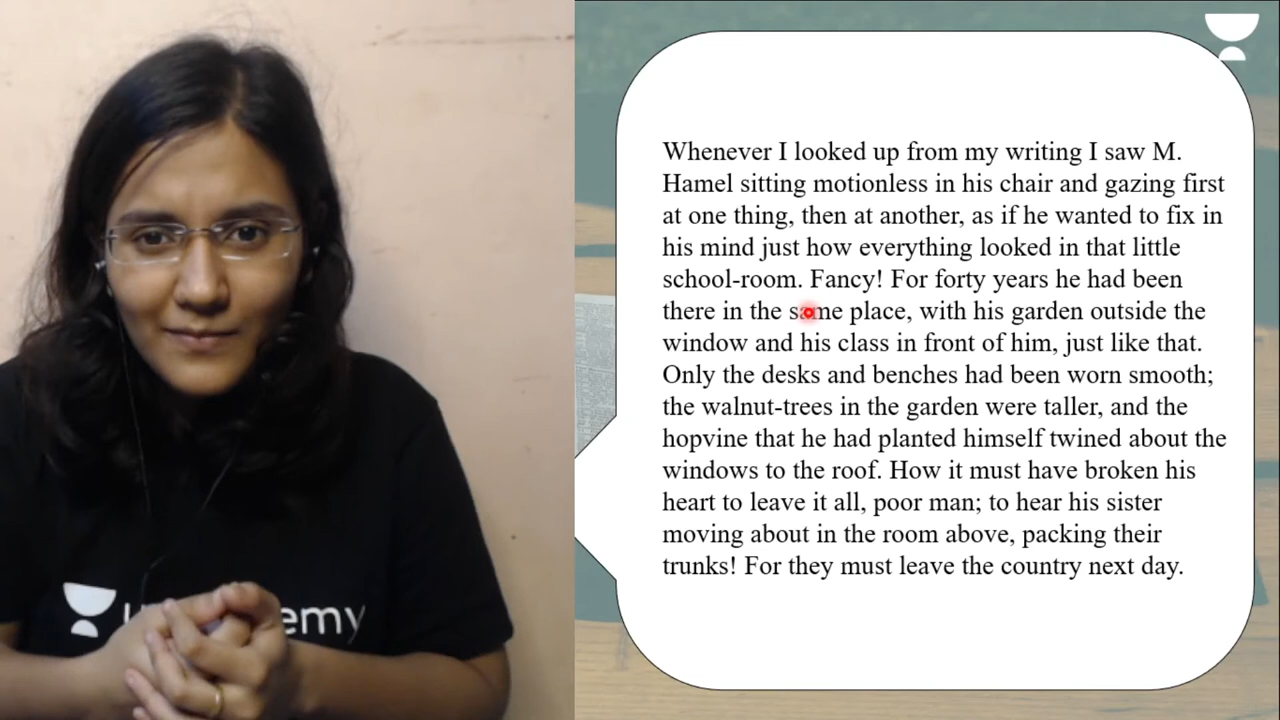 Whenever I looked up from my writing I saw M.
Hamel sitting motionless in his chair and gazing first
at one thing, then at another, as if he wanted to fix in
his mind just how everything looked in that little
school-room. Fancy! For forty years he had been
there in the same place, with his garden outside the
window and his class in front of him, just like that.
Only the desks and benches had been worn smooth;
the walnut-trees in the garden were taller, and the
hopvine that he had planted himself twined about the
windows to the roof. How it must have broken his
heart to leave it all, poor man; to hear his sister
moving about in the room above, packing their
trunks! For they must leave the country next day.